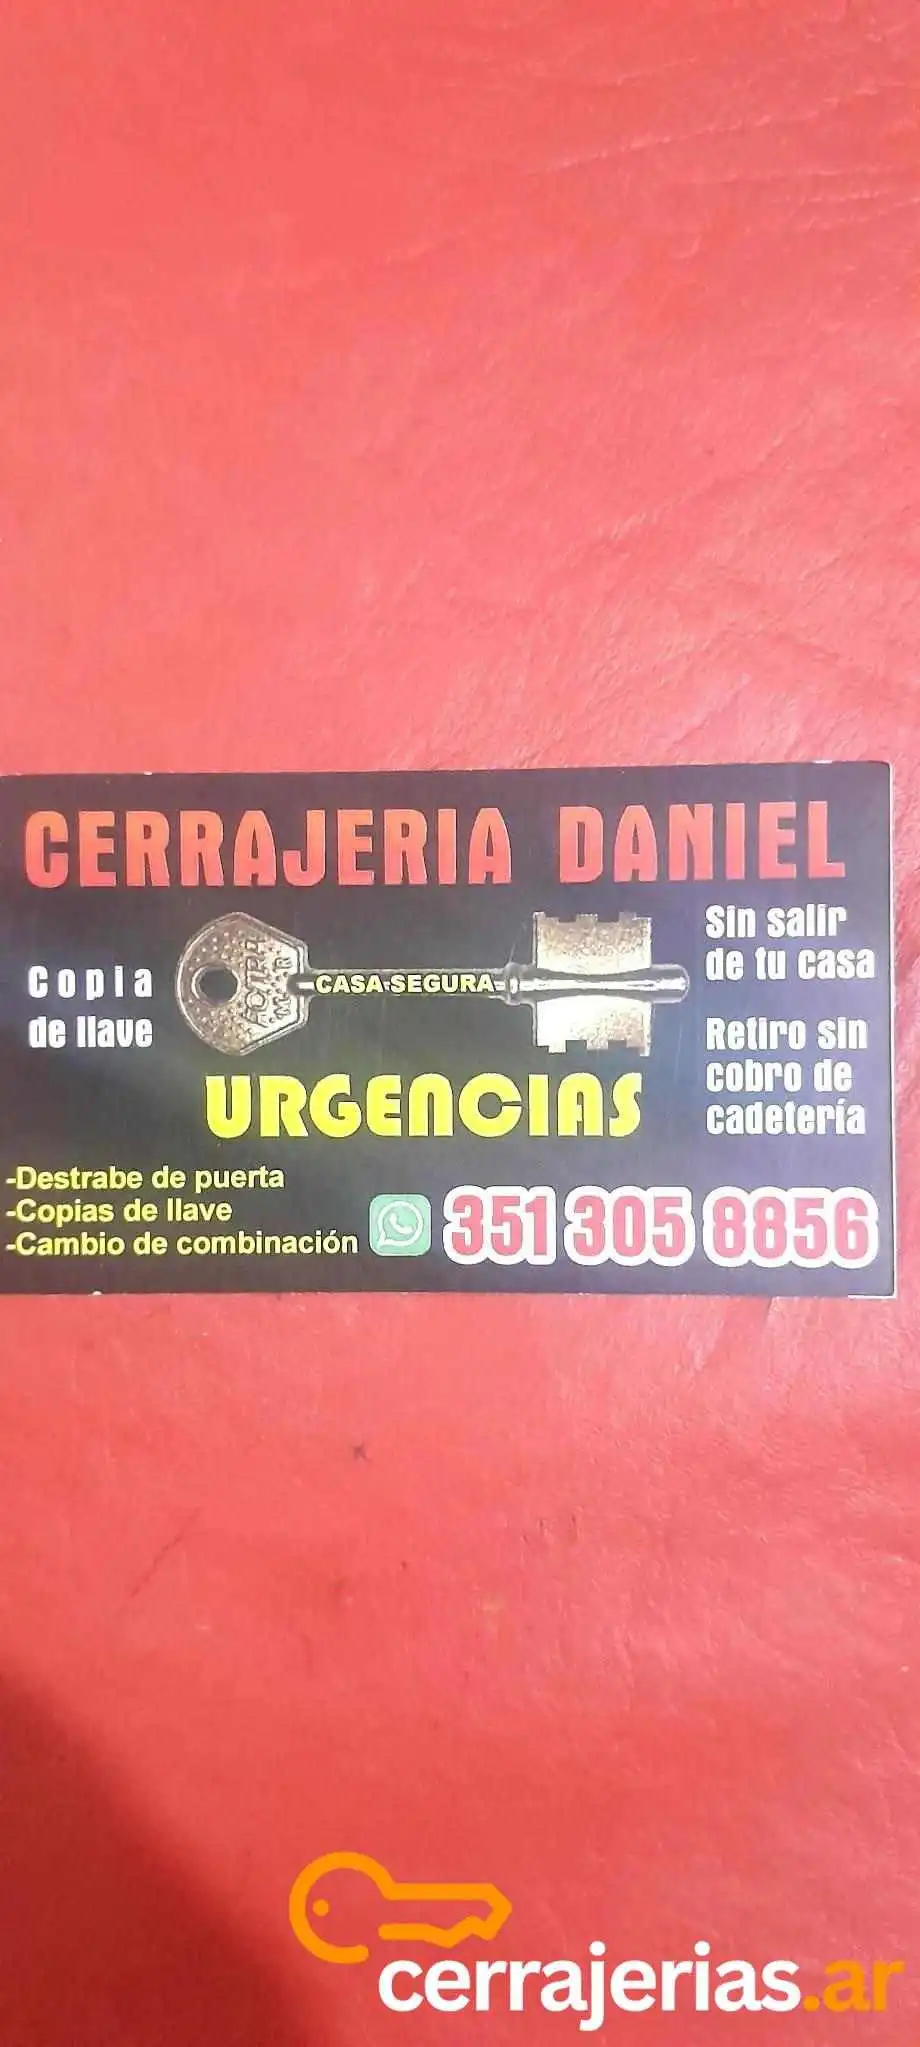 CERRAJERIA DANIEL
Copia
de llave
CASA SEGURA
Sin salir
de tu casa
Retiro sin
cobro de
cadetería
URGENCIAS
-Destrabe de puerta
-Copias de llave
-Cambio de combinación
351 305 8856
cerrajerias.ar